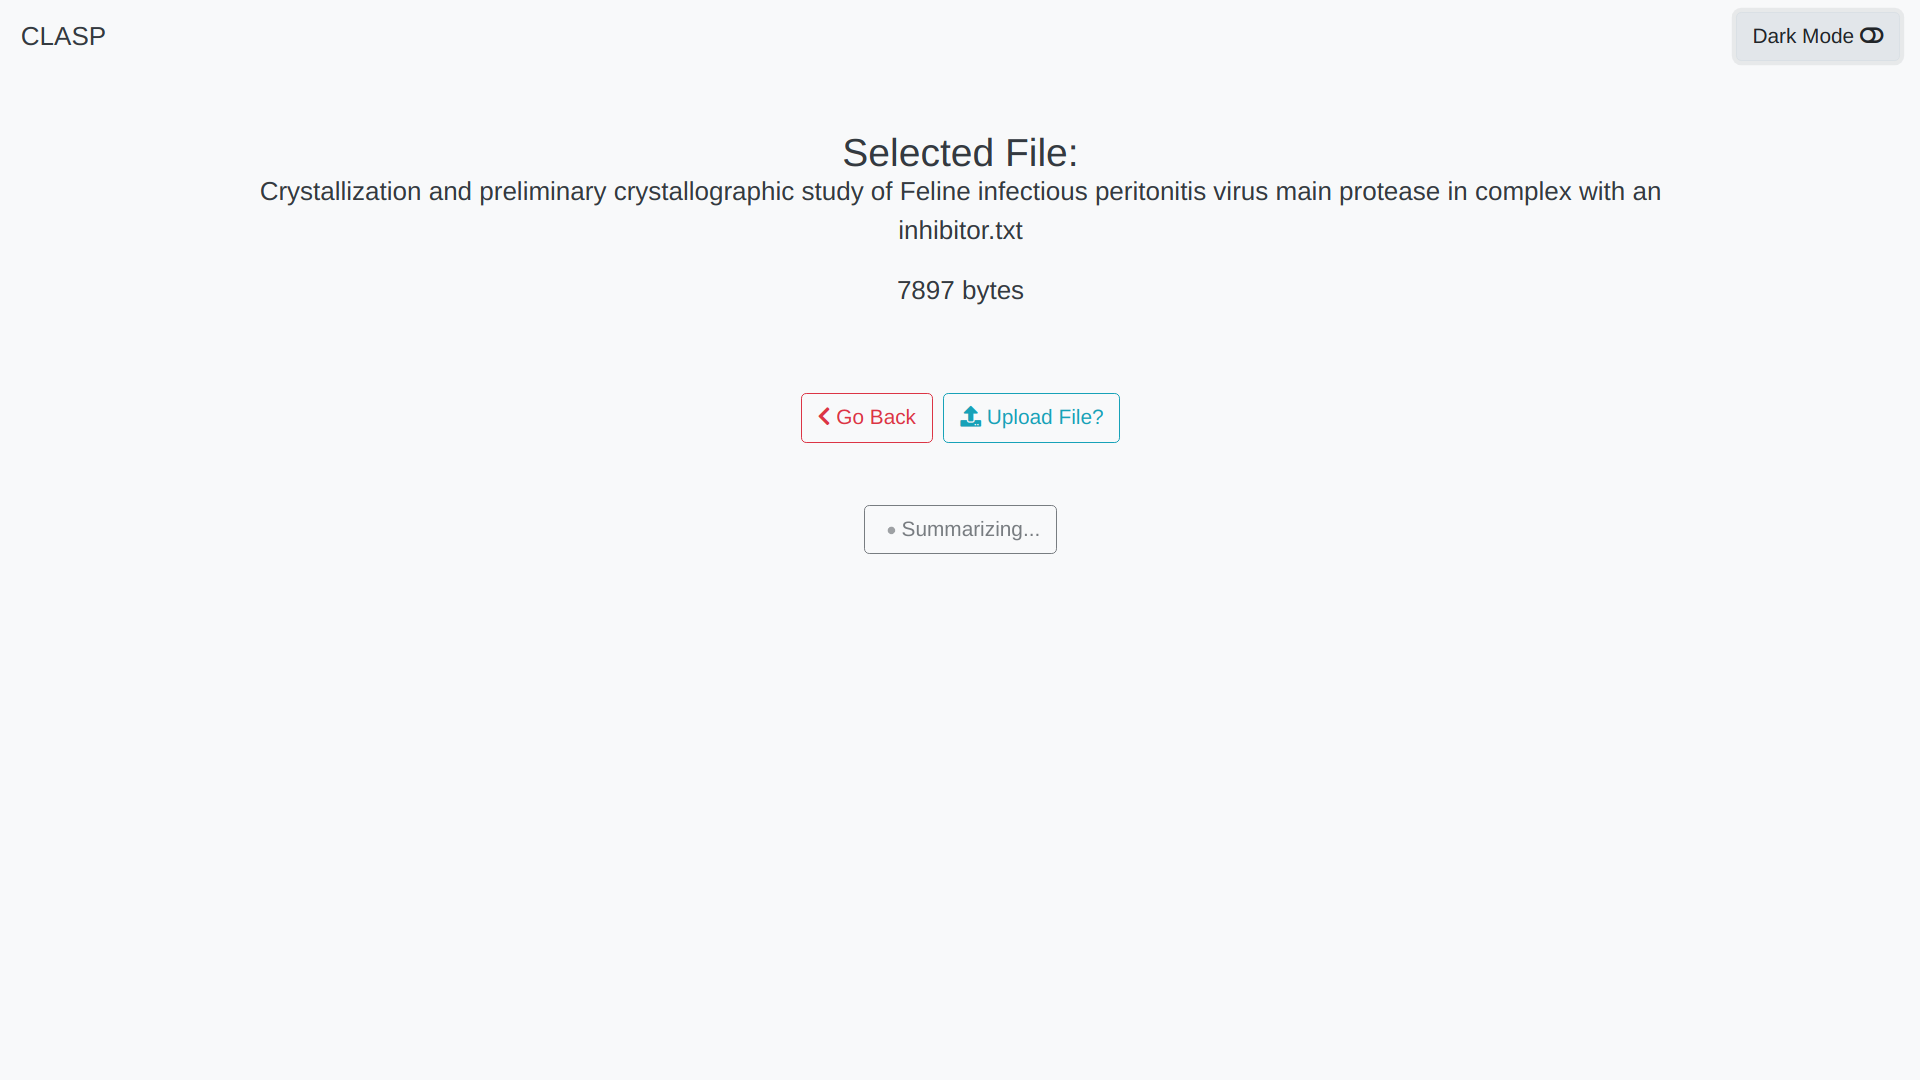 CLASP
Dark Mode
Selected File:
Crystallization and preliminary crystallographic study of Feline infectious peritonitis virus main protease in complex with an
inhibitor.txt
7897 bytes
Go Back
Upload File?
Summarizing...